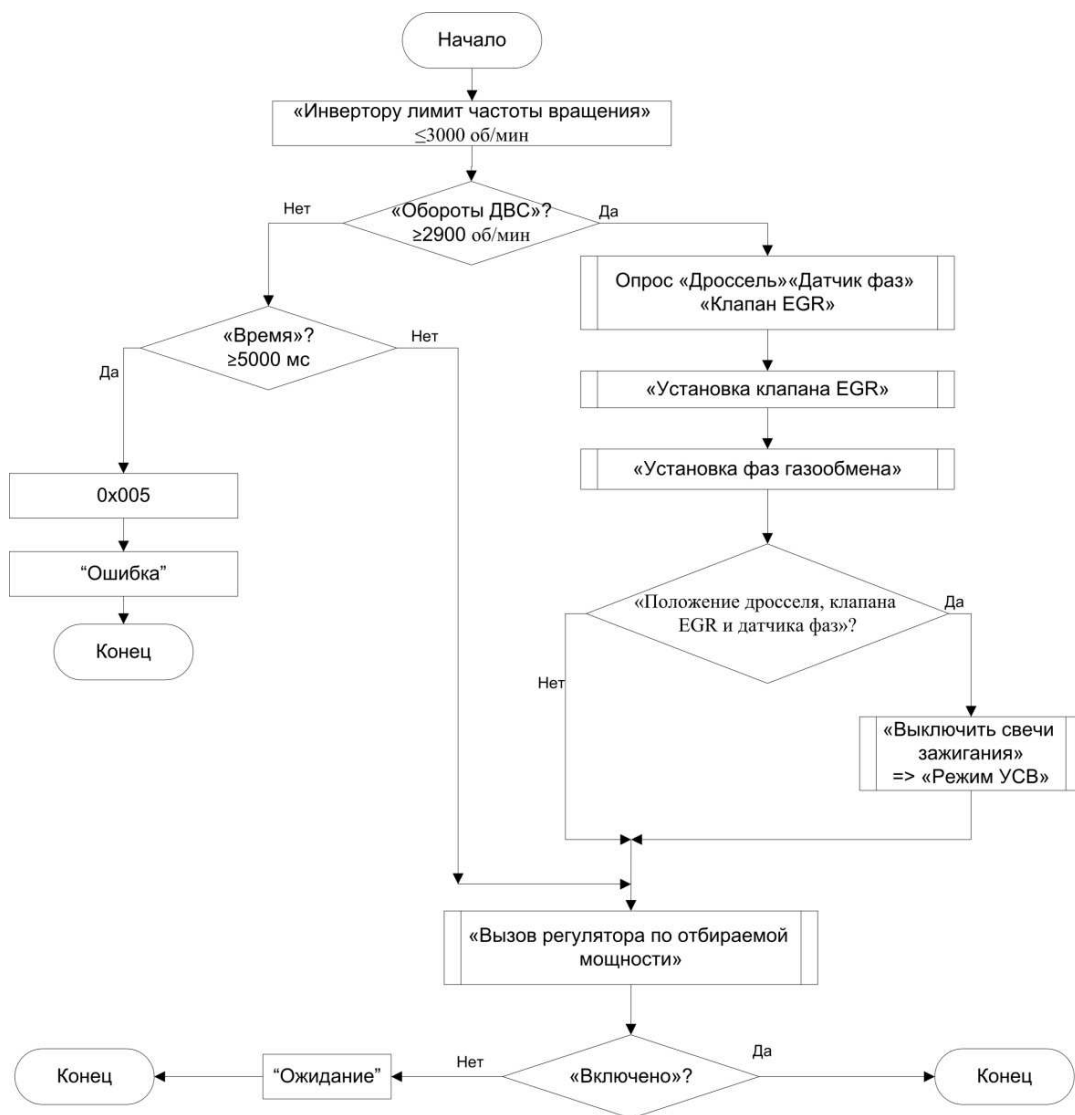 Начало
«Инвертору лимит частоты вращения»
≤3000 об/мин
Нет
«Обороты ДВС»?
≥2900 об/мин
Да
Опрос «Дроссель»«Датчик фаз»
«Клапан EGR»
«Время»?
≥5000 мс
Нет
Да
«Установка клапана EGR»
«Установка фаз газообмена»
0x005
“Ошибка”
Конец
«Положение дросселя, клапана
EGR и датчика фаз»?
Да
Нет
«Выключить свечи
зажигания»
=> «Режим УСВ»
«Вызов регулятора по отбираемой
мощности»
Конец
“Ожидание”
Нет
«Включено»?
Да
Конец